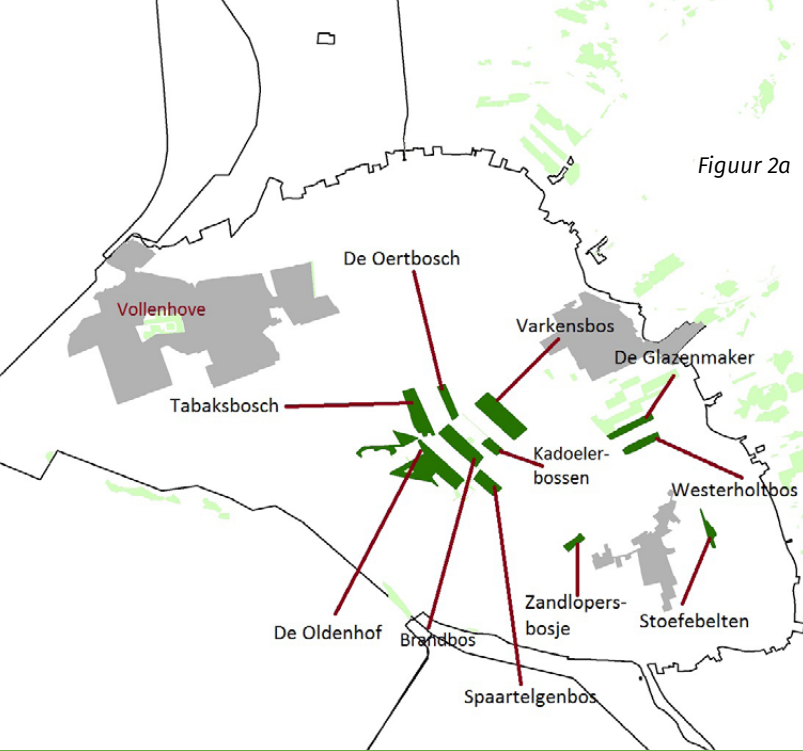 Figuur 2a
De Oertbosch
Vollenhove
Varkensbos
De Glazenmaker
Tabaksbosch
Kadoeler-
bossen
Westerholtbos
Zandlopers-
bosje
Stoefebelten
De Oldenhof
Brandbos
Spaartelgenbos